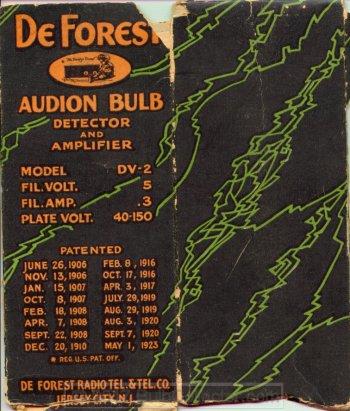 DE FOREST
AUDION BULB
DETECTOR
AND
AMPLIFIER
MODEL DV-2
FIL. VOLT. 5
FIL. AMP. .3
PLATE VOLT. 40-150
PATENTED
JUNE 26, 1906 FEB. 8, 1916
NOV. 13, 1906 OCT. 17, 1916
JAN. 15, 1907 APR. 3, 1917
OCT. 8, 1907 JULY. 29, 1919
FEB. 18, 1908 AUG. 5, 1919
APR. 7, 1908 AUG. 3, 1920
SEPT. 22, 1908 SEPT. 7, 1920
DEC. 20, 1910 MAY 1, 1923
* REG. U.S. PAT. OFF.
DE FOREST RADIO TEL. & TEL. CO.
JERSEY CITY, N.J.